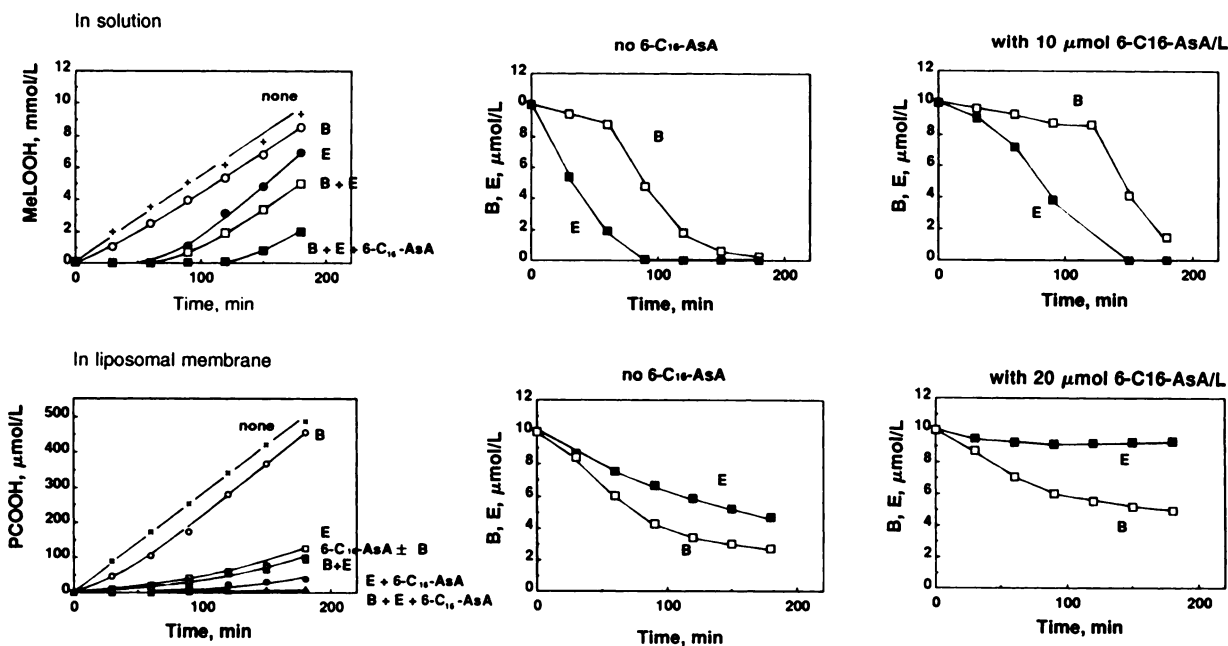 In solution
no 6-C₁₆-AsA
with 10 µmol 6-C16-AsA/L
MeLOOH, mmol/L
12
10
8
6
4
2
0
none
B
E
B + E
B + E + 6-C₁₆-AsA
0
100
200
Time, min
B, E, µmol/L
12
0
8
6
4
2
0
B
E
0
100
200
Time, min
B, E, µmol/L
12
10
8
6
4
2
0
B
E
0
100
200
Time, min
In liposomal membrane
no 6-C₁₆-AsA
with 20 µmol 6-C16-AsA/L
PCOOH, µmol/L
500
400
300
200
100
0
none
B
E
6-C₁₆-AsA ± B
B+E
E + 6-C₁₆-AsA
B + E + 6-C₁₆-AsA
0
100
200
Time, min
B, E, µmol/L
12
10
8
6
4
2
0
E
B
0
100
200
Time, min
B, E, µmol/L
12
10
8
6
4
2
0
E
B
0
100
200
Time, min